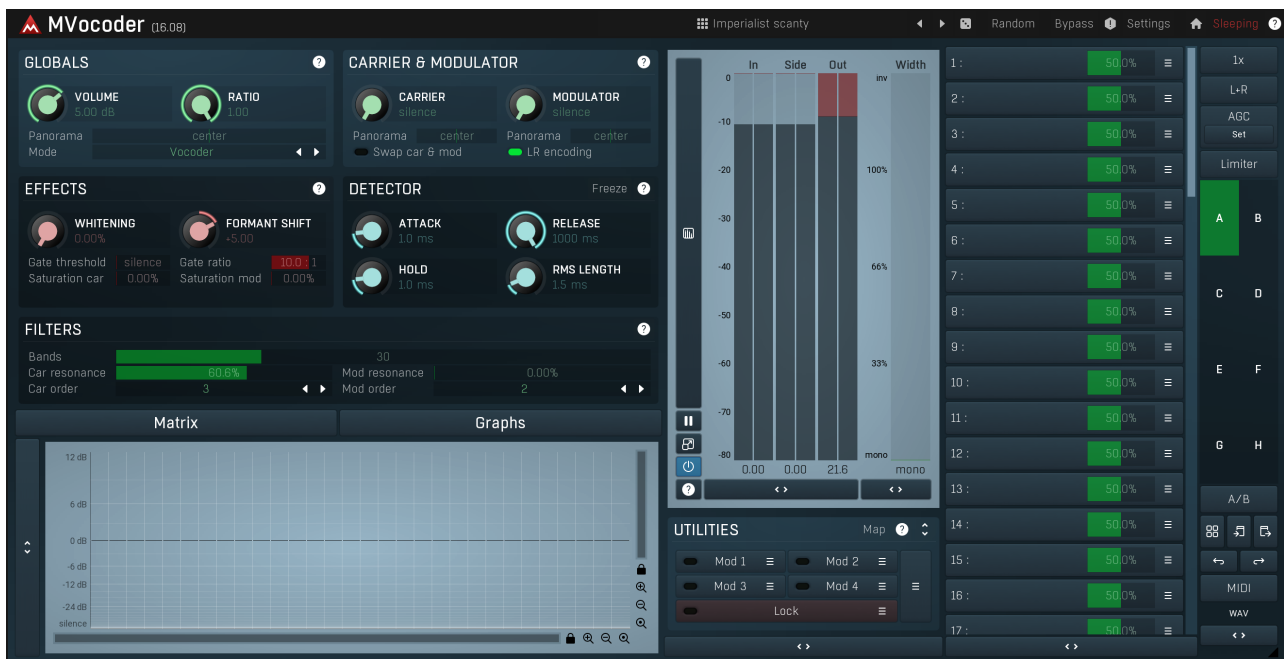 MVocoder (16.08)
Imperialist scanty
Random Bypass Settings Sleeping ?
GLOBALS ?
VOLUME
5.00 dB
RATIO
1.00
Panorama center
Mode Vocoder
CARRIER & MODULATOR ?
CARRIER
silence
MODULATOR
silence
Panorama center Panorama center
Swap car & mod LR encoding
EFFECTS ?
WHITENING
0.00%
FORMANT SHIFT
+5.00
Gate threshold silence Gate ratio 10.0 : 1
Saturation car 0.00% Saturation mod 0.00%
DETECTOR Freeze ?
ATTACK
1.0 ms
RELEASE
1000 ms
HOLD
1.0 ms
RMS LENGTH
1.5 ms
FILTERS ?
Bands 30
Car resonance 60.6% Mod resonance 0.00%
Car order 3 Mod order 2
Matrix Graphs
12 dB
6 dB
0 dB
-6 dB
-12 dB
-24 dB
silence
In Side Out Width
0 inv
-10
-20 100%
-30
-40 66%
-50
-60 33%
-70
-80 mono
0.00 0.00 21.6 mono
?
UTILITIES Map ?
Mod 1 Mod 2
Mod 3 Mod 4
Lock
1 : 50.0%
2 : 50.0%
3 : 50.0%
4 : 50.0%
5 : 50.0%
6 : 50.0%
7 : 50.0%
8 : 50.0%
9 : 50.0%
10 : 50.0%
11 : 50.0%
12 : 50.0%
13 : 50.0%
14 : 50.0%
15 : 50.0%
16 : 50.0%
17 : 50.0%
1x
L+R
AGC
Set
Limiter
A B
C D
E F
G H
A/B
MIDI
WAV